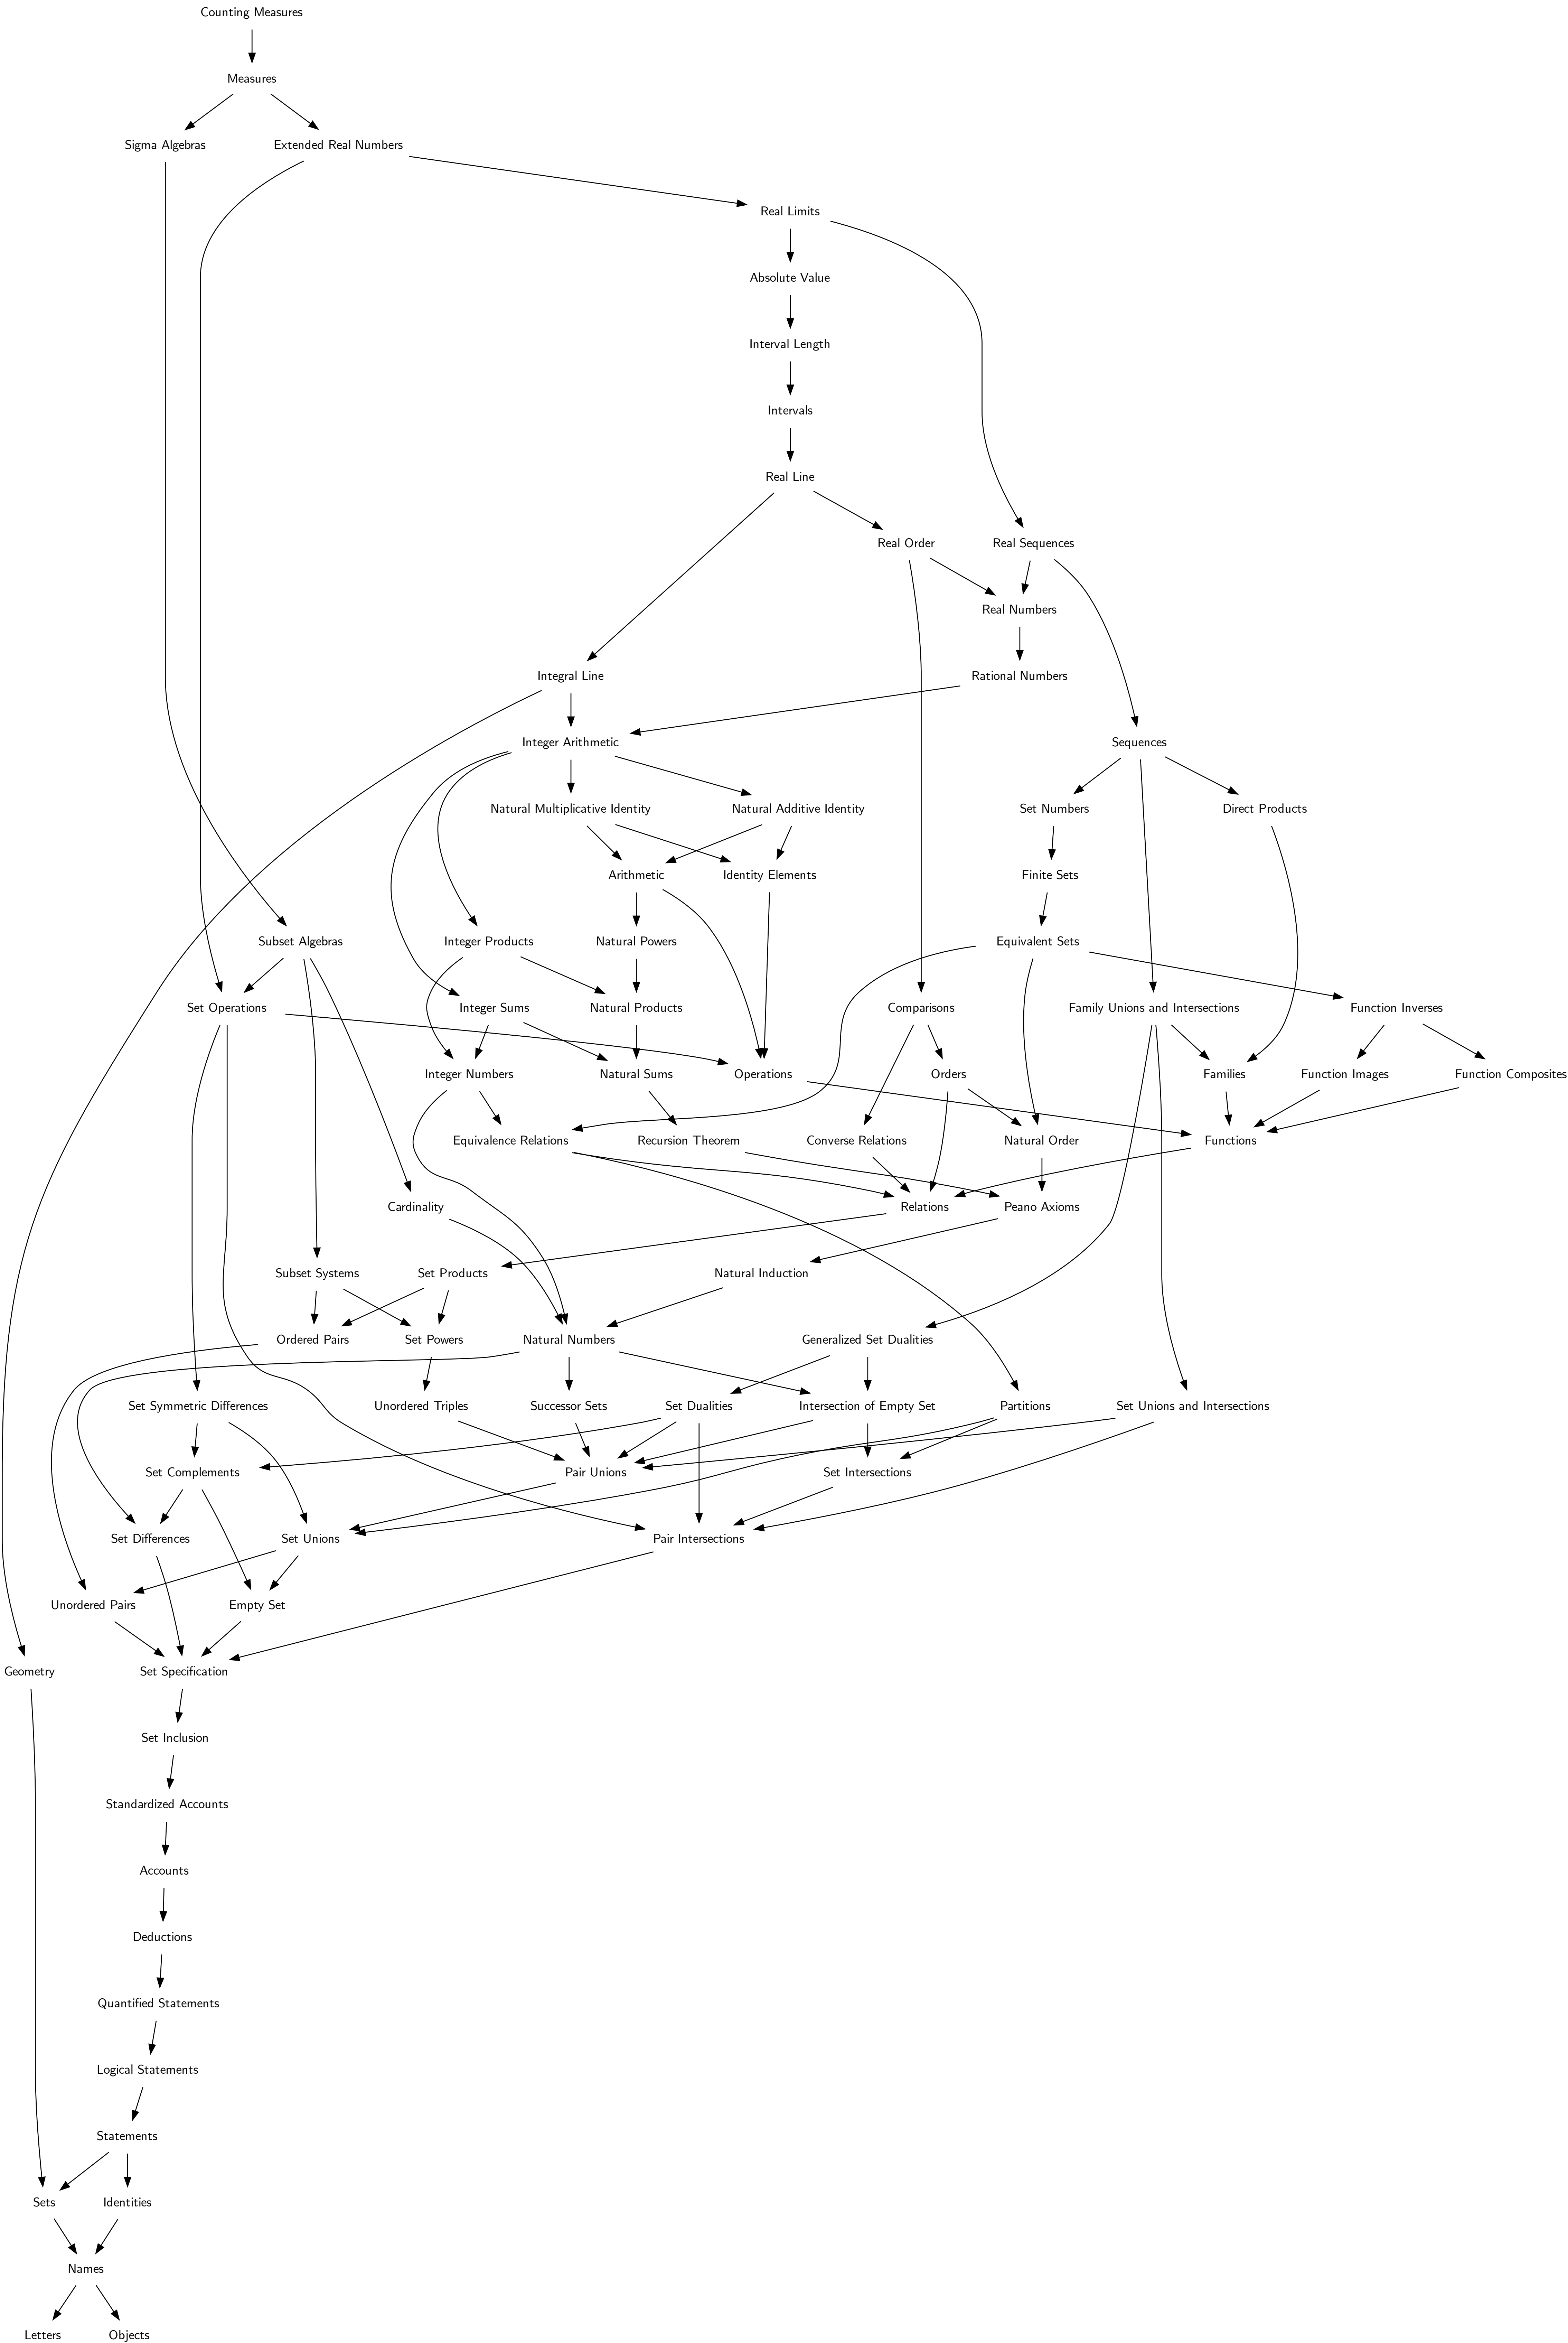 Counting Measures
Measures
Sigma Algebras
Extended Real Numbers
Real Limits
Absolute Value
Interval Length
Intervals
Real Line
Real Order
Real Sequences
Real Numbers
Integral Line
Rational Numbers
Integer Arithmetic
Sequences
Natural Multiplicative Identity
Natural Additive Identity
Set Numbers
Direct Products
Arithmetic
Identity Elements
Finite Sets
Subset Algebras
Integer Products
Natural Powers
Equivalent Sets
Set Operations
Integer Sums
Natural Products
Comparisons
Family Unions and Intersections
Function Inverses
Integer Numbers
Natural Sums
Operations
Orders
Families
Function Images
Function Composites
Equivalence Relations
Recursion Theorem
Converse Relations
Natural Order
Functions
Cardinality
Relations
Peano Axioms
Subset Systems
Set Products
Natural Induction
Ordered Pairs
Set Powers
Natural Numbers
Generalized Set Dualities
Set Symmetric Differences
Unordered Triples
Successor Sets
Set Dualities
Intersection of Empty Set
Partitions
Set Unions and Intersections
Set Complements
Pair Unions
Set Intersections
Set Differences
Set Unions
Pair Intersections
Unordered Pairs
Empty Set
Geometry
Set Specification
Set Inclusion
Standardized Accounts
Accounts
Deductions
Quantified Statements
Logical Statements
Statements
Sets
Identities
Names
Letters
Objects